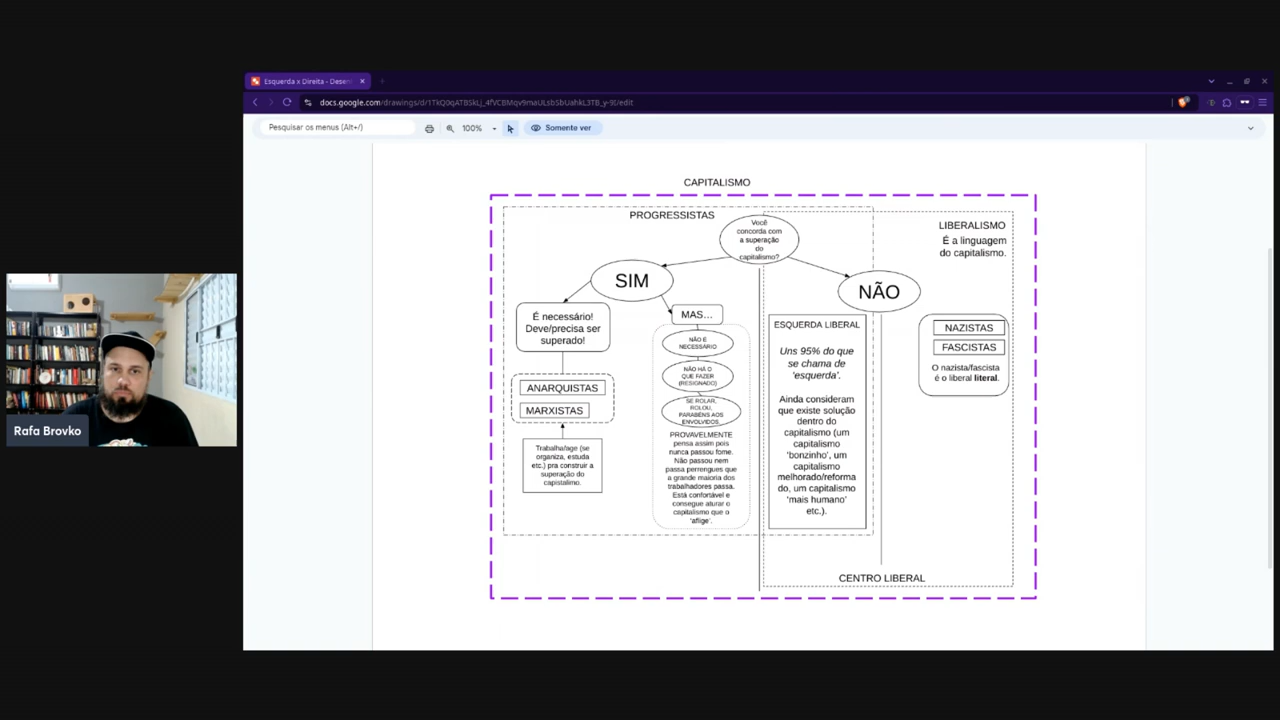 Esquerda x Direita - Desen
docs.google.com/drawings/d/
Pesquisar os menus (Alt+/)
100%
Somente ver
CAPITALISMO
PROGRESSISTAS
Você
concorda com
a superação
do
capitalismo?
LIBERALISMO
É a linguagem
do capitalismo.
SIM
NÃO
É necessário!
Deve/precisa ser
superado!
MAS...
NÃO É
NECESSÁRIO
NÃO HÁ O
QUE FAZER
(RESIGNADO)
SE ROLAR,
ROLOU,
PARABÉNS AOS
ENVOLVIDOS.
PROVAVELMENTE
pensa assim pois
nunca passou fome.
Não passou nem
passa perrengues que
a grande maioria dos
trabalhadores passa.
Está confortável e
consegue aturar o
capitalismo que o
'aflige'.
ANARQUISTAS
MARXISTAS
Trabalha/age (se
organiza, estuda
etc.) pra construir a
superação do
capistalimo.
ESQUERDA LIBERAL
Uns 95% do que
se chama de
'esquerda'.
Ainda consideram
que existe solução
dentro do
capitalismo (um
capitalismo
'bonzinho', um
capitalismo
melhorado/reforma
do, um capitalismo
'mais humano'
etc.).
NAZISTAS
FASCISTAS
O nazista/fascista
é o liberal literal.
CENTRO LIBERAL
Rafa Brovko